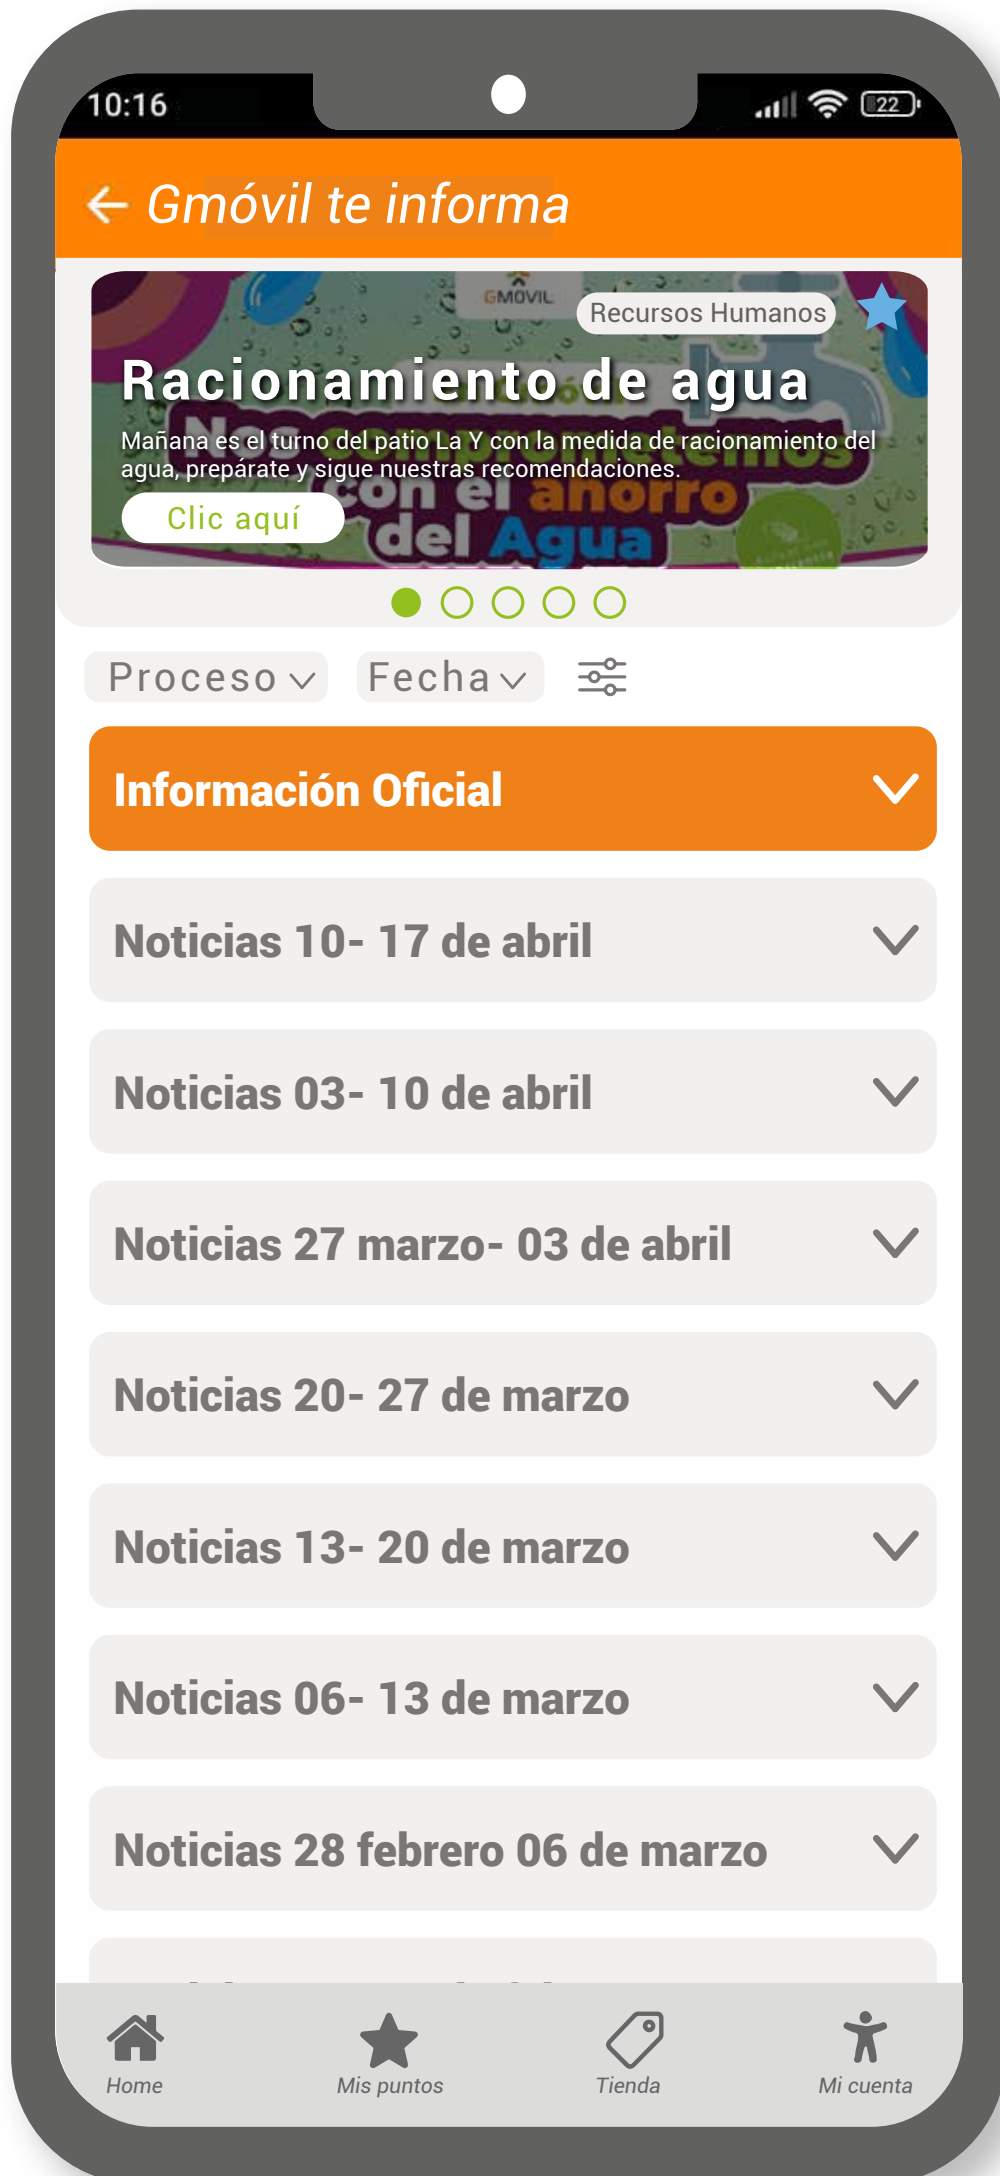 10:16
22
Gmóvil te informa
GMOVIL
Recursos Humanos
Racionamiento de agua
Mañana es el turno del patio La Y con la medida de racionamiento del
agua, prepárate y sigue nuestras recomendaciones.
Nos comprometemos
con el ahorro
del Agua
Clic aquí
Proceso
Fecha
Información Oficial
Noticias 10- 17 de abril
Noticias 03- 10 de abril
Noticias 27 marzo- 03 de abril
Noticias 20- 27 de marzo
Noticias 13- 20 de marzo
Noticias 06- 13 de marzo
Noticias 28 febrero 06 de marzo
Home
Mis puntos
Tienda
Mi cuenta